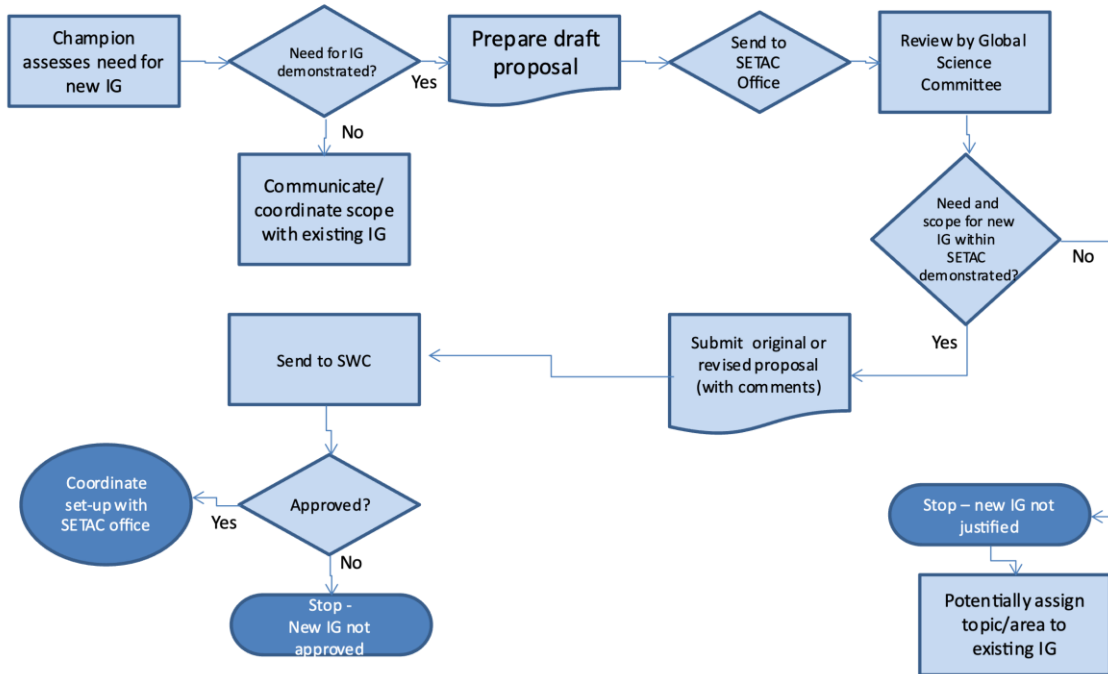 Champion
assesses need for
new IG
Need for IG
demonstrated?
Yes
No
Communicate/
coordinate scope
with existing IG
Prepare draft
proposal
Send to
SETAC
Office
Review by Global
Science
Committee
Need and
scope for new
IG within
SETAC
demonstrated?
No
Yes
Submit original or
revised proposal
(with comments)
Send to SWC
Approved?
Yes
Coordinate
set-up with
SETAC office
No
Stop -
New IG not
approved
Stop – new IG not
justified
Potentially assign
topic/area to
existing IG